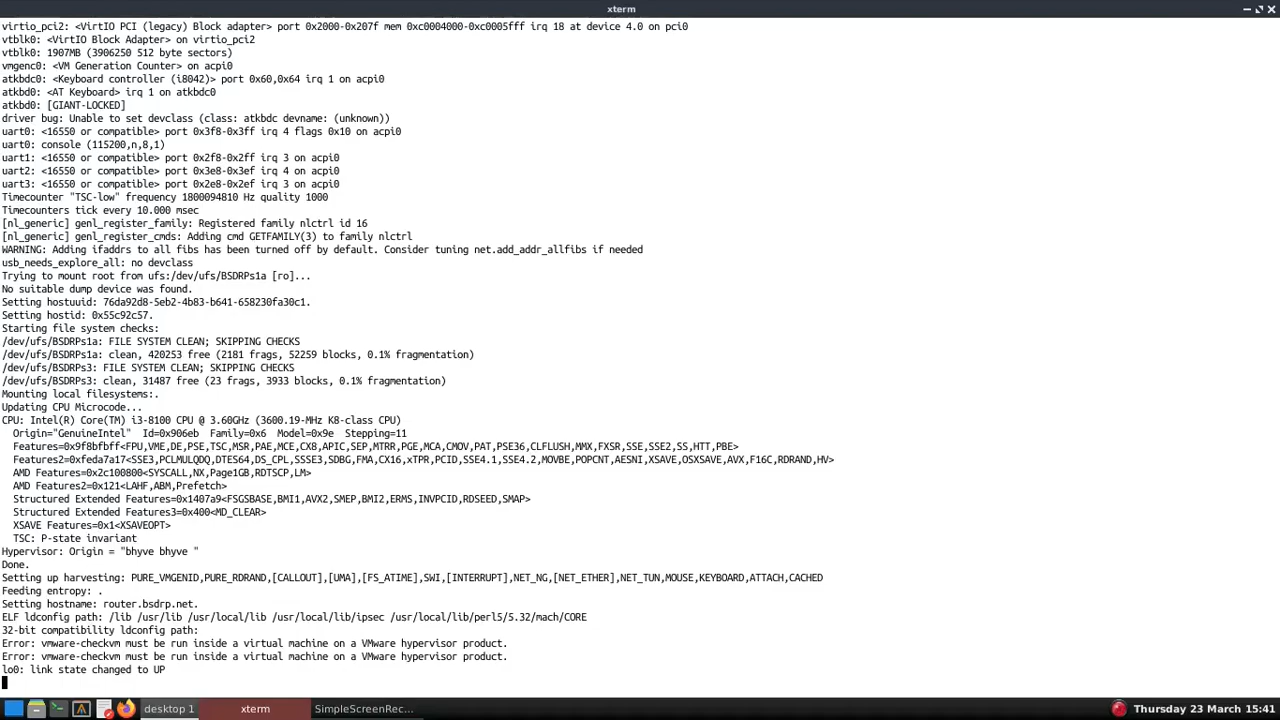 xterm
virtio_pci2: <VirtIO PCI (legacy) Block adapter> port 0x2000-0x207f mem 0xc0004000-0xc0005fff irq 18 at device 4.0 on pci0
vtblk0: <VirtIO Block Adapter> on virtio_pci2
vtblk0: 1907MB (3906250 512 byte sectors)
vmgenc0: <VM Generation Counter> on acpi0
atkbdc0: <Keyboard controller (i8042)> port 0x60,0x64 irq 1 on acpi0
atkbd0: <AT Keyboard> irq 1 on atkbdc0
atkbd0: [GIANT-LOCKED]
driver bug: Unable to set devclass (class: atkbdc devname: (unknown))
uart0: <16550 or compatible> port 0x3f8-0x3ff irq 4 flags 0x10 on acpi0
uart0: console (115200,n,8,1)
uart1: <16550 or compatible> port 0x2f8-0x2ff irq 3 on acpi0
uart2: <16550 or compatible> port 0x3e8-0x3ef irq 4 on acpi0
uart3: <16550 or compatible> port 0x2e8-0x2ef irq 3 on acpi0
Timecounter "TSC-low" frequency 1800094810 Hz quality 1000
Timecounters tick every 10.000 msec
[nl_generic] genl_register_family: Registered family nlctrl id 16
[nl_generic] genl_register_cmds: Adding cmd GETFAMILY(3) to family nlctrl
WARNING: Adding ifaddrs to all fibs has been turned off by default. Consider tuning net.add_addr_allfibs if needed
usb_needs_explore_all: no devclass
Trying to mount root from ufs:/dev/ufs/BSDRPs1a [ro]...
No suitable dump device was found.
Setting hostuuid: 76da92d8-5eb2-4b83-b641-658230fa30c1.
Setting hostid: 0x55c92c57.
Starting file system checks:
/dev/ufs/BSDRPs1a: FILE SYSTEM CLEAN; SKIPPING CHECKS
/dev/ufs/BSDRPs1a: clean, 420253 free (2181 frags, 52259 blocks, 0.1% fragmentation)
/dev/ufs/BSDRPs3: FILE SYSTEM CLEAN; SKIPPING CHECKS
/dev/ufs/BSDRPs3: clean, 31487 free (23 frags, 3933 blocks, 0.1% fragmentation)
Mounting local filesystems:.
Updating CPU Microcode...
CPU: Intel(R) Core(TM) i3-8100 CPU @ 3.60GHz (3600.19-MHz K8-class CPU)
  Origin="GenuineIntel"  Id=0x906eb  Family=0x6  Model=0x9e  Stepping=11
  Features=0x9f8bfbff<FPU,VME,DE,PSE,TSC,MSR,PAE,MCE,CX8,APIC,SEP,MTRR,PGE,MCA,CMOV,PAT,PSE36,CLFLUSH,MMX,FXSR,SSE,SSE2,SS,HTT,PBE>
  Features2=0xfeda7a17<SSE3,PCLMULQDQ,DTES64,DS_CPL,SSSE3,SDBG,FMA,CX16,xTPR,PCID,SSE4.1,SSE4.2,MOVBE,POPCNT,AESNI,XSAVE,OSXSAVE,AVX,F16C,RDRAND,HV>
  AMD Features=0x2c100800<SYSCALL,NX,Page1GB,RDTSCP,LM>
  AMD Features2=0x121<LAHF,ABM,Prefetch>
  Structured Extended Features=0x1407a9<FSGSBASE,BMI1,AVX2,SMEP,BMI2,ERMS,INVPCID,RDSEED,SMAP>
  Structured Extended Features3=0x400<MD_CLEAR>
  XSAVE Features=0x1<XSAVEOPT>
  TSC: P-state invariant
Hypervisor: Origin = "bhyve bhyve "
Done.
Setting up harvesting: PURE_VMGENID,PURE_RDRAND,[CALLOUT],[UMA],[FS_ATIME],SWI,[INTERRUPT],NET_NG,[NET_ETHER],NET_TUN,MOUSE,KEYBOARD,ATTACH,CACHED
Feeding entropy: .
Setting hostname: router.bsdrp.net.
ELF ldconfig path: /lib /usr/lib /usr/local/lib /usr/local/lib/ipsec /usr/local/lib/perl5/5.32/mach/CORE
32-bit compatibility ldconfig path:
Error: vmware-checkvm must be run inside a virtual machine on a VMware hypervisor product.
Error: vmware-checkvm must be run inside a virtual machine on a VMware hypervisor product.
lo0: link state changed to UP
desktop 1 xterm SimpleScreenRec... Thursday 23 March 15:41